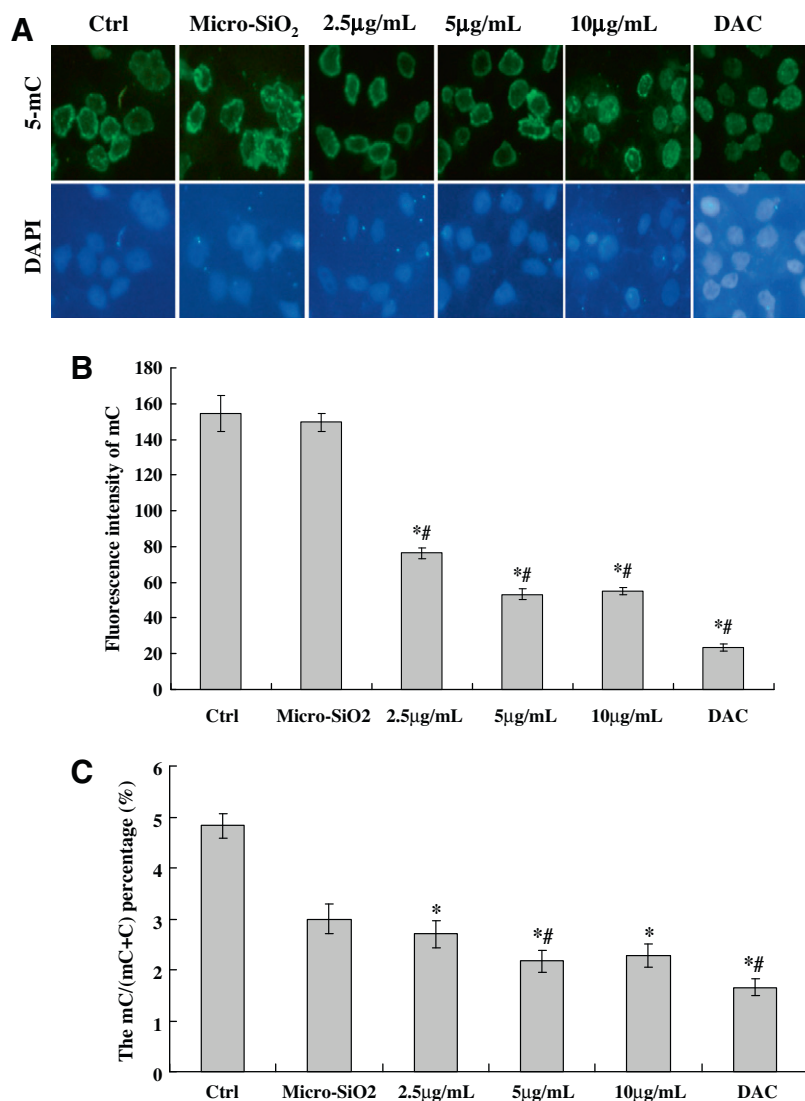 A
Ctrl Micro-SiO₂ 2.5μg/mL 5μg/mL 10μg/mL DAC
5-mC
DAPI
B
Fluorescence intensity of mC
180
160
140
120
100
80
60
40
20
0
*#
*#
*#
*#
Ctrl Micro-SiO2 2.5μg/mL 5μg/mL 10μg/mL DAC
C
The mC/(mC+C) percentage (%)
6
5
4
3
2
1
0
*
*#
*
*#
Ctrl Micro-SiO2 2.5μg/mL 5μg/mL 10μg/mL DAC